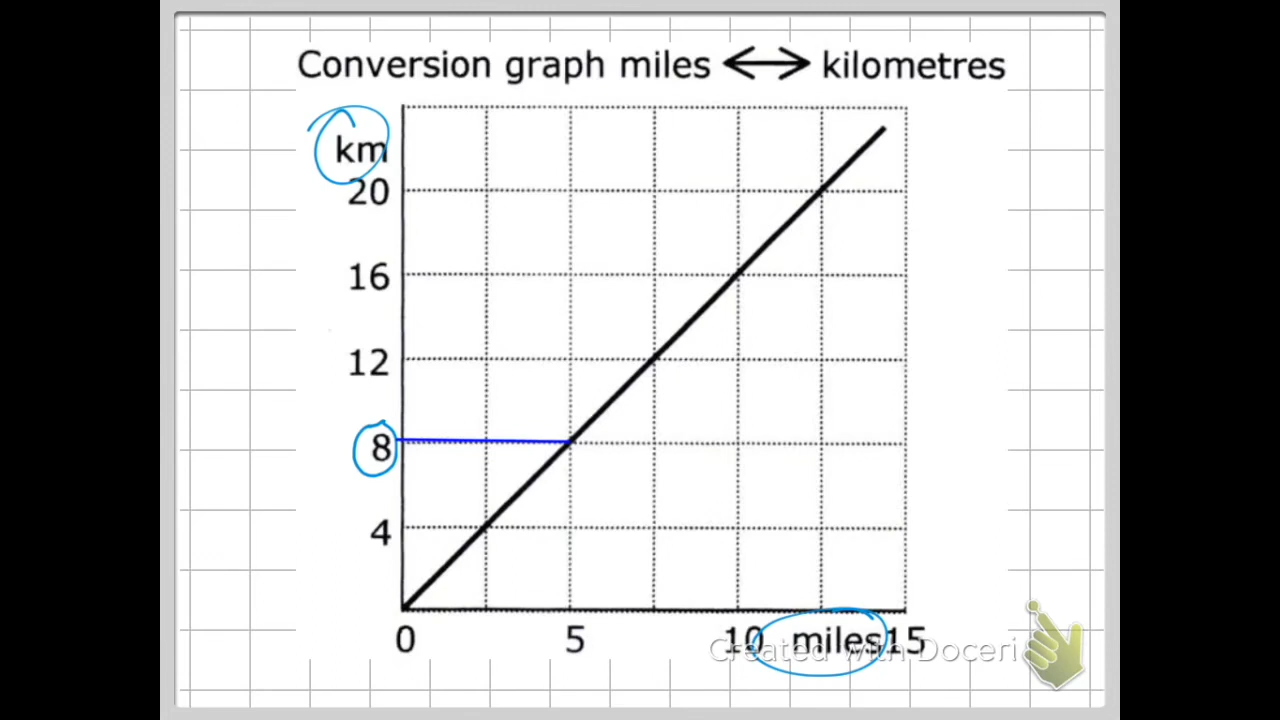 Conversion graph miles ↔ kilometres
km
20
16
12
8
4
0 5 10 miles 15
Created with Doceri